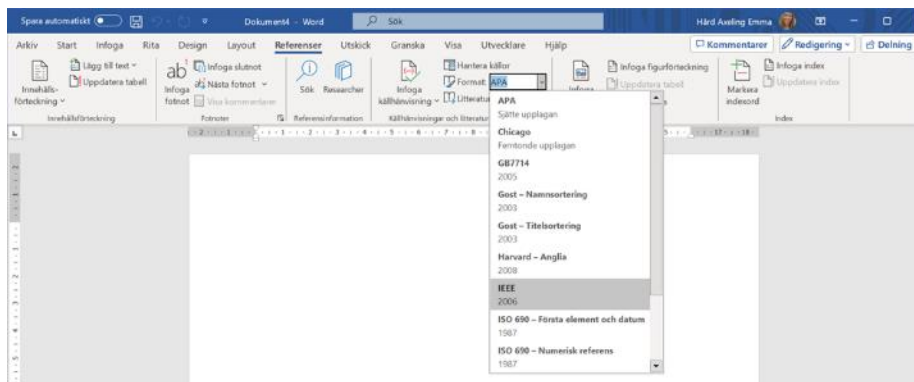 Spara automatiskt
Dokument4 - Word
Sök
Hård Axeling Emma
Arkiv Start Infoga Rita Design Layout Referenser Utskick Granska Visa Utvecklare Hjälp
Kommentarer
Redigering
Delning
Innehålls-
förteckning
Lägg till text
Uppdatera tabell
Innehållsförteckning
ab
Infoga
fotnot
Infoga slutnot
Nästa fotnot
Visa kommentarer
Fotnoter
Sök
Researcher
Referensinformation
Infoga
källhänvisning
Hantera källor
Format: APA
Källhänvisningar och litteratur
Infoga figurförteckning
Uppdatera tabell
Markera
indexord
Infoga index
Uppdatera index
Index
APA
Sjätte upplagan
Chicago
Femtonde upplagan
GB7714
2005
Gost – Namnsortering
2003
Gost – Titelsortering
2003
Harvard – Anglia
2008
IEEE
2006
ISO 690 – Första element och datum
1987
ISO 690 – Numerisk referens
1987